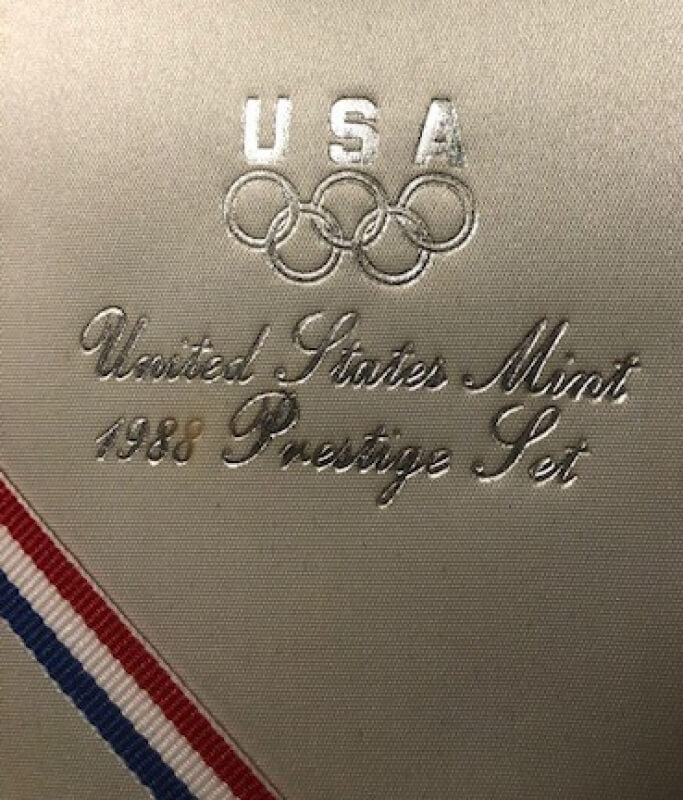 USA
United States Mint
1988 Prestige Set